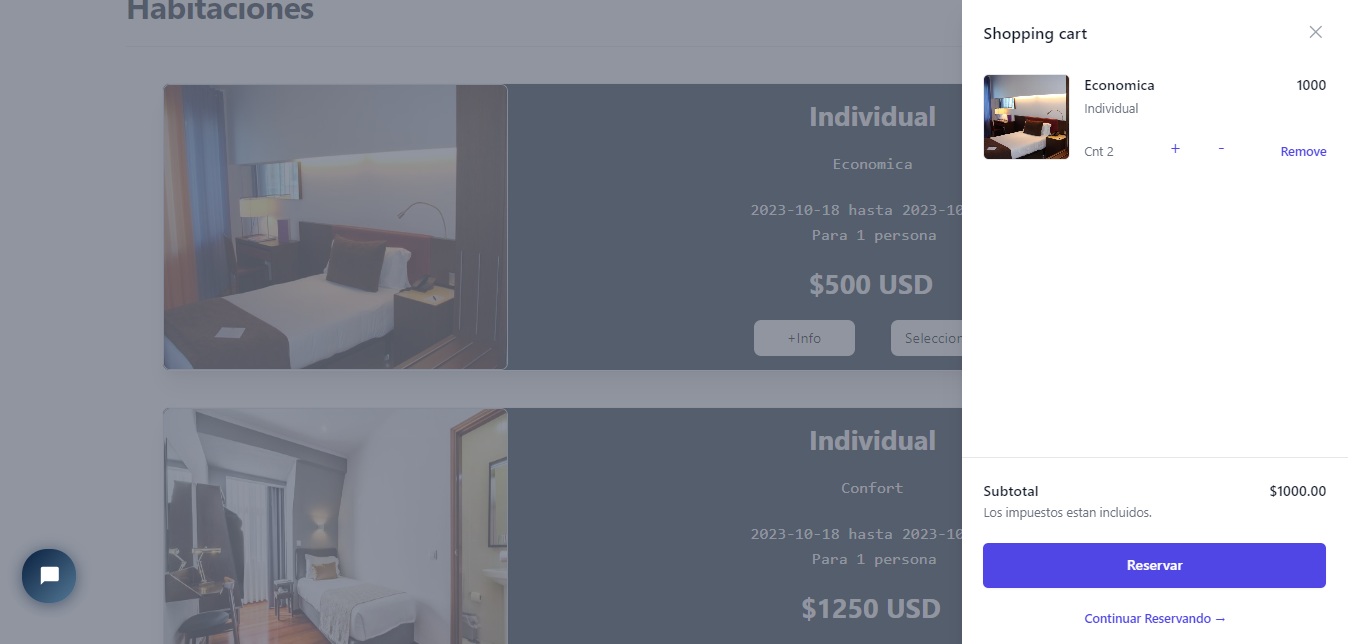 Habitaciones
Individual
Economica
2023-10-18 hasta 2023-10
Para 1 persona
$500 USD
+Info
Individual
Confort
2023-10-18 hasta 2023-10
Para 1 persona
$1250 USD
Shopping cart
Economica 1000
Individual
Cnt 2 + - Remove
Subtotal $1000.00
Los impuestos estan incluidos.
Reservar
Continuar Reservando →